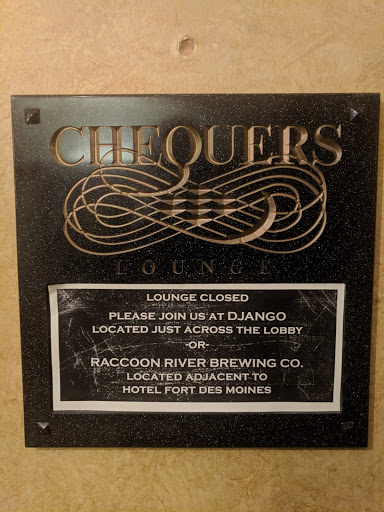 CHEQUERS
LOUNGE
LOUNGE CLOSED
PLEASE JOIN US AT DJANGO
LOCATED JUST ACROSS THE LOBBY
-OR-
RACCOON RIVER BREWING CO.
LOCATED ADJACENT TO
HOTEL FORT DES MOINES